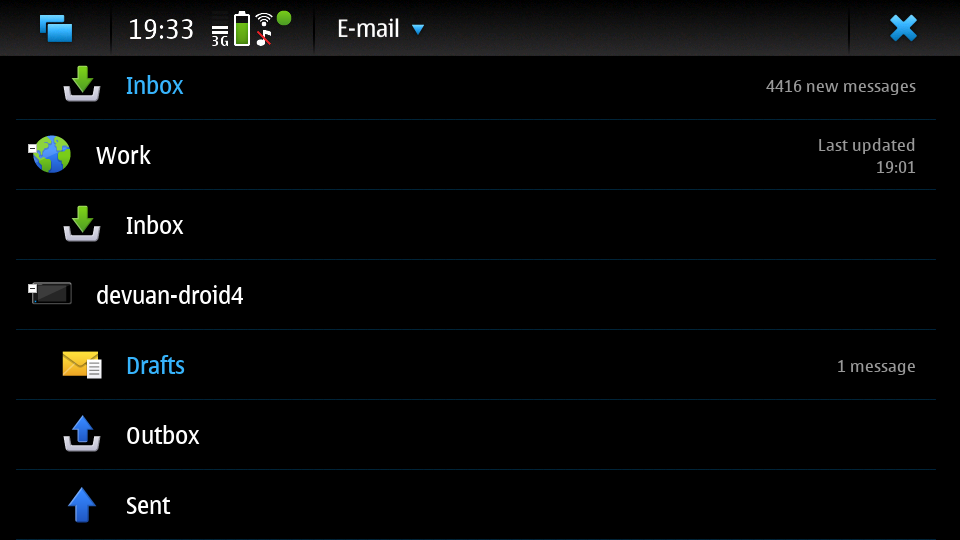 19:33
3G
E-mail
Inbox
4416 new messages
Work
Last updated
19:01
Inbox
devuan-droid4
Drafts
1 message
Outbox
Sent